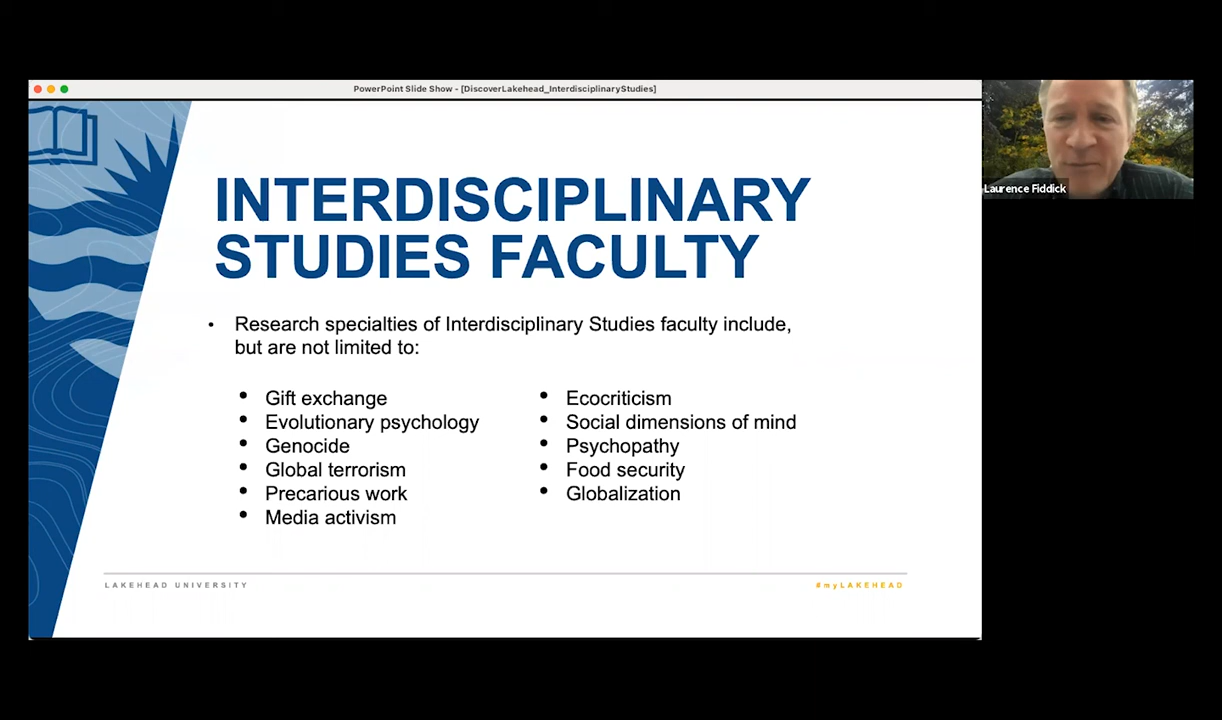 PowerPoint Slide Show - [DiscoverLakehead_InterdisciplinaryStudies]
Laurence Fiddick
INTERDISCIPLINARY
STUDIES FACULTY
• Research specialties of Interdisciplinary Studies faculty include,
but are not limited to:
• Gift exchange
• Evolutionary psychology
• Genocide
• Global terrorism
• Precarious work
• Media activism
• Ecocriticism
• Social dimensions of mind
• Psychopathy
• Food security
• Globalization
LAKEHEAD UNIVERSITY
#myLAKEHEAD